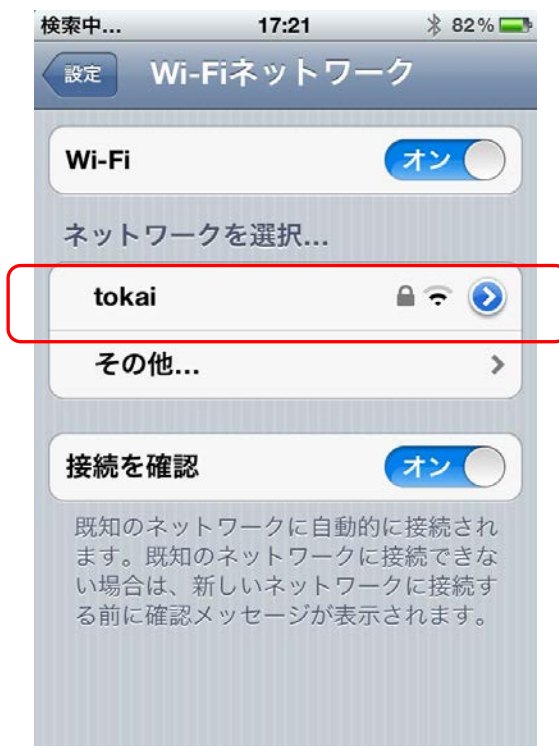 検索中... 17:21 82%
設定 Wi-Fiネットワーク
Wi-Fi オン
ネットワークを選択...
tokai
その他...
接続を確認 オン
既知のネットワークに自動的に接続され
ます。既知のネットワークに接続できな
い場合は、新しいネットワークに接続す
る前に確認メッセージが表示されます。